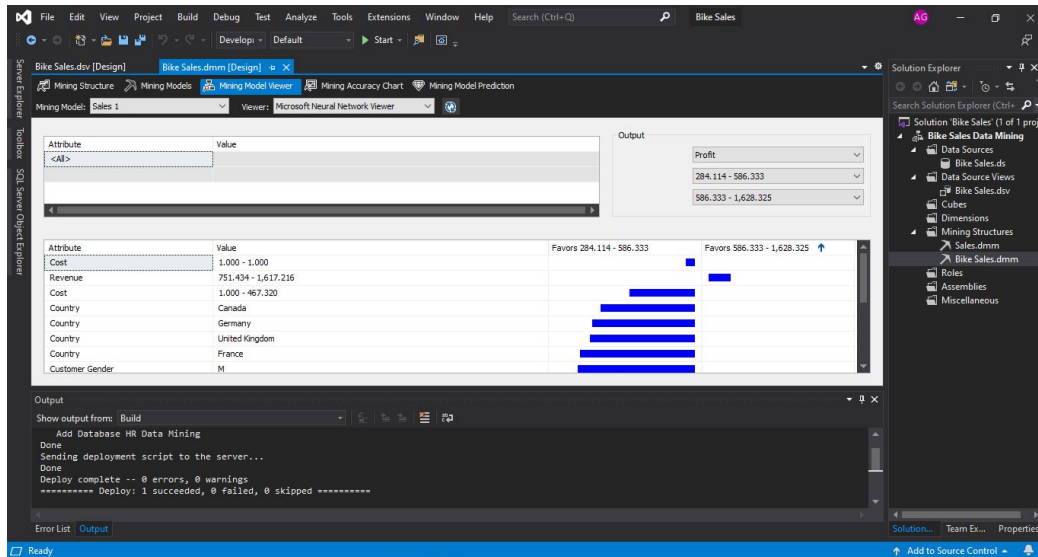 File Edit View Project Build Debug Test Analyze Tools Extensions Window Help Search (Ctrl+Q) Bike Sales AG
Develop Default Start
Bike Sales.dsv [Design] Bike Sales.dmm [Design]
Mining Structure Mining Models Mining Model Viewer Mining Accuracy Chart Mining Model Prediction
Mining Model: Sales 1 Viewer: Microsoft Neural Network Viewer
Server Explorer
Toolbox
SQL Server Object Explorer
Attribute Value
<All>
Output
Profit
284.114 - 586.333
586.333 - 1,628.325
Attribute Value Favors 284.114 - 586.333 Favors 586.333 - 1,628.325
Cost 1.000 - 1.000
Revenue 751.434 - 1,617.216
Cost 1.000 - 467.320
Country Canada
Country Germany
Country United Kingdom
Country France
Customer Gender M
Output
Show output from: Build
Add Database HR Data Mining
Done
Sending deployment script to the server...
Done
Deploy complete -- 0 errors, 0 warnings
========== Deploy: 1 succeeded, 0 failed, 0 skipped ==========
Error List Output
Solution Explorer
Search Solution Explorer (Ctrl+
Solution 'Bike Sales' (1 of 1 proj
Bike Sales Data Mining
Data Sources
Bike Sales.ds
Data Source Views
Bike Sales.dsv
Cubes
Dimensions
Mining Structures
Sales.dmm
Bike Sales.dmm
Roles
Assemblies
Miscellaneous
Solution... Team Ex... Properties
Ready Add to Source Control